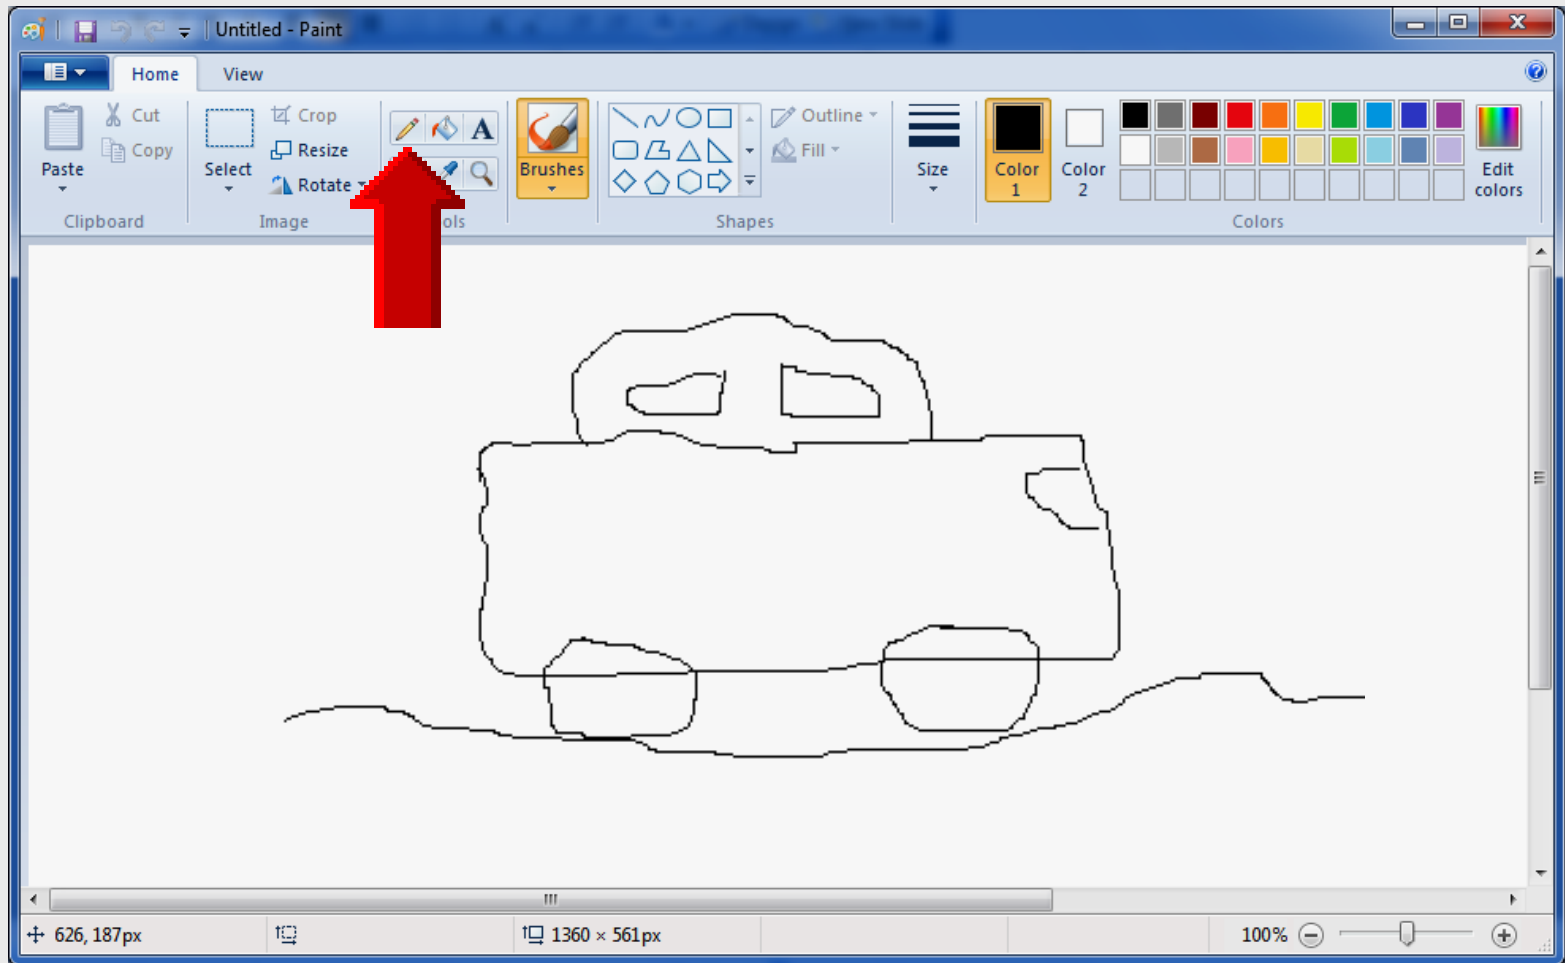 Untitled - Paint
Home View
Cut
Copy
Paste
Clipboard
Select
Crop
Resize
Rotate
Image
A
Brushes
Outline
Fill
Shapes
Size
Color 1
Color 2
Edit colors
Colors
626, 187px
1360 × 561px
100%